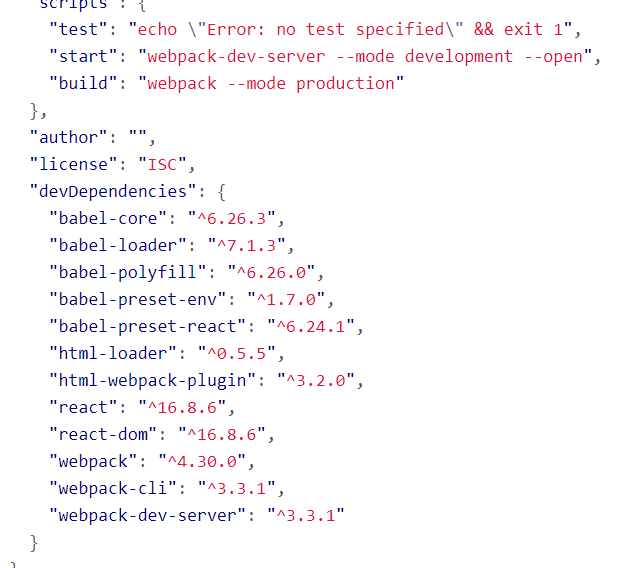 "scripts": {
"test": "echo \"Error: no test specified\" && exit 1",
"start": "webpack-dev-server --mode development --open",
"build": "webpack --mode production"
},
"author": "",
"license": "ISC",
"devDependencies": {
"babel-core": "^6.26.3",
"babel-loader": "^7.1.3",
"babel-polyfill": "^6.26.0",
"babel-preset-env": "^1.7.0",
"babel-preset-react": "^6.24.1",
"html-loader": "^0.5.5",
"html-webpack-plugin": "^3.2.0",
"react": "^16.8.6",
"react-dom": "^16.8.6",
"webpack": "^4.30.0",
"webpack-cli": "^3.3.1",
"webpack-dev-server": "^3.3.1"
}
}